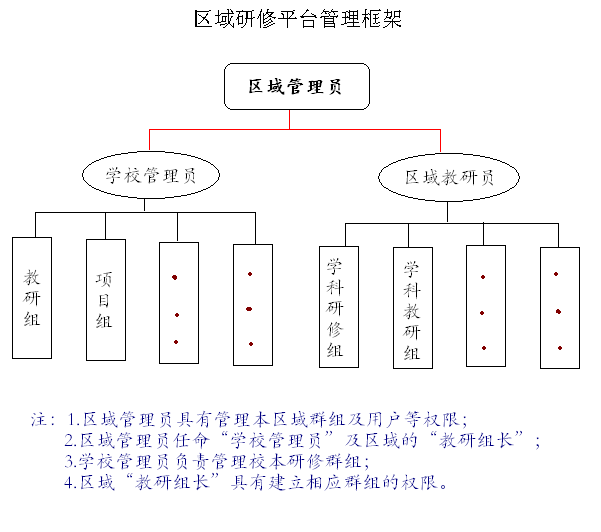 区域研修平台管理框架
区域管理员
学校管理员
区域教研员
教研组
项目组
学科研修组
学科教研组
注：1.区域管理员具有管理本区域群组及用户等权限；
2.区域管理员任命“学校管理员”及区域的“教研组长”；
3.学校管理员负责管理校本研修群组；
4.区域“教研组长”具有建立相应群组的权限。